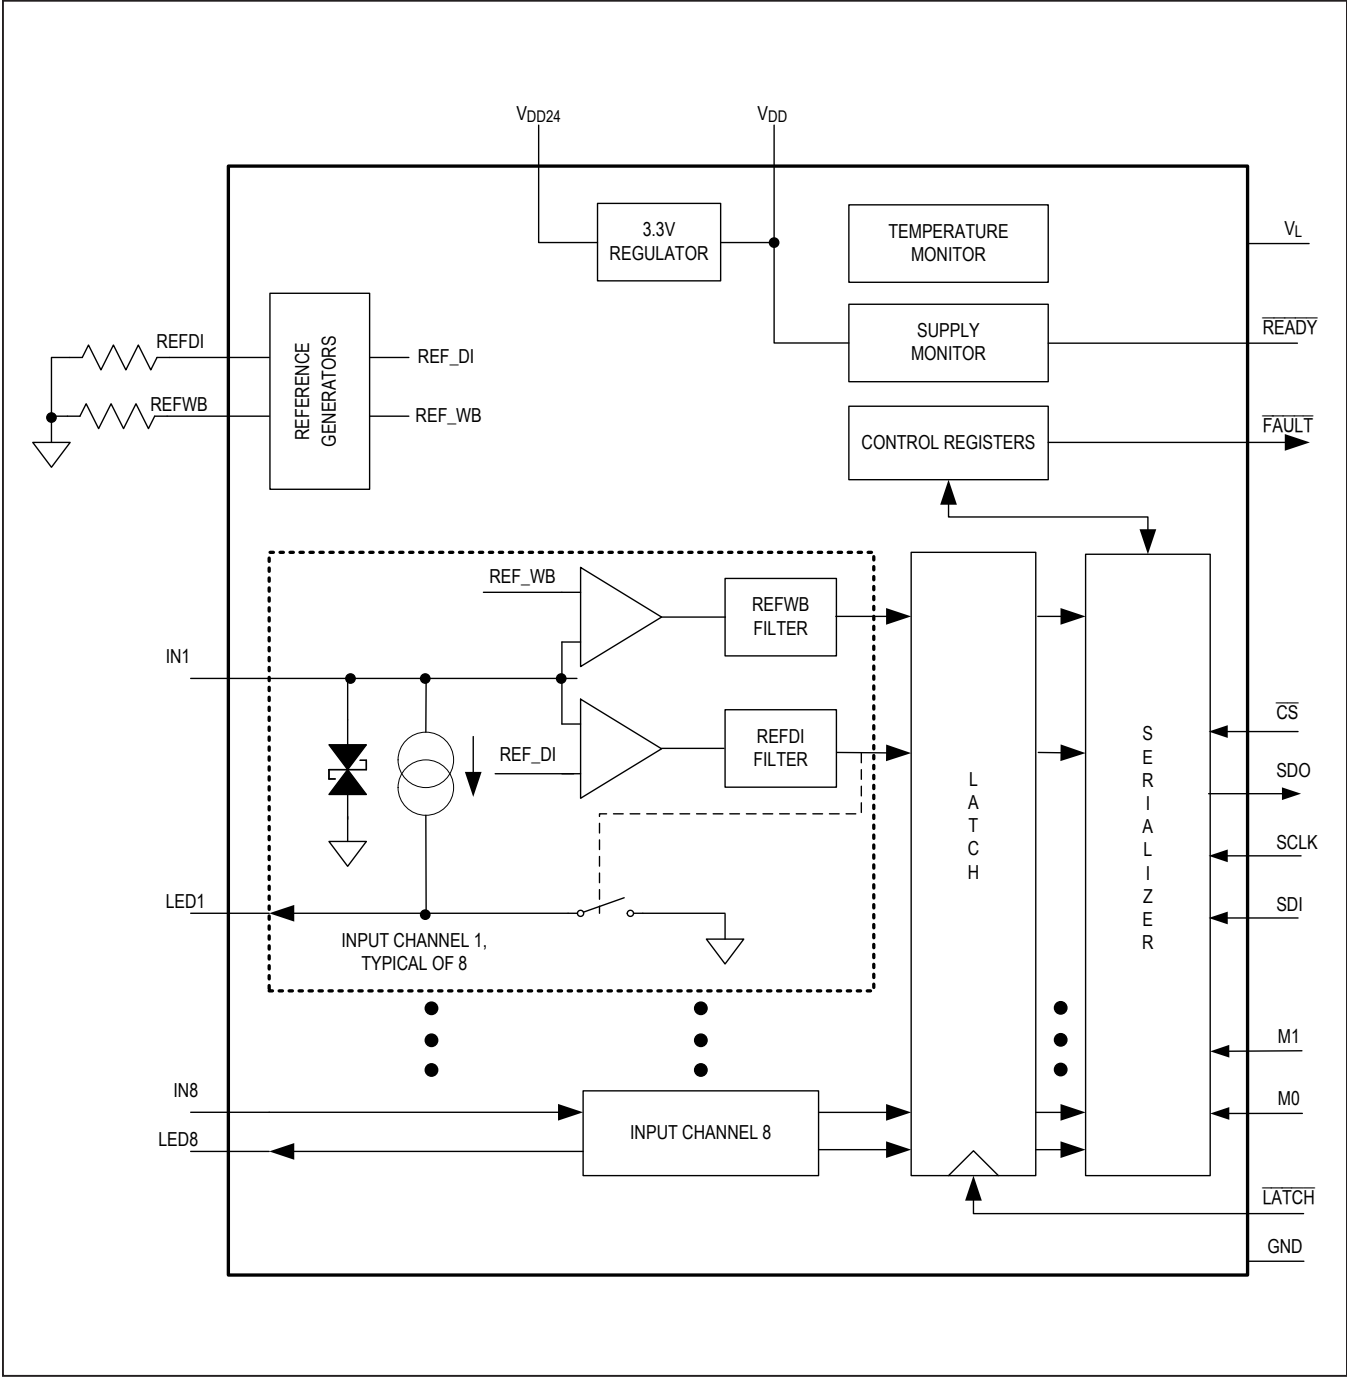 VDD24
VDD
3.3V
REGULATOR
TEMPERATURE
MONITOR
VL
SUPPLY
MONITOR
READY
REFDI
REFWB
REFERENCE
GENERATORS
REF_DI
REF_WB
CONTROL REGISTERS
FAULT
REF_WB
REFWB
FILTER
IN1
REF_DI
REFDI
FILTER
LATCH
SERIALIZER
CS
SDO
SCLK
SDI
LED1
INPUT CHANNEL 1,
TYPICAL OF 8
M1
IN8
M0
LED8
INPUT CHANNEL 8
LATCH
GND